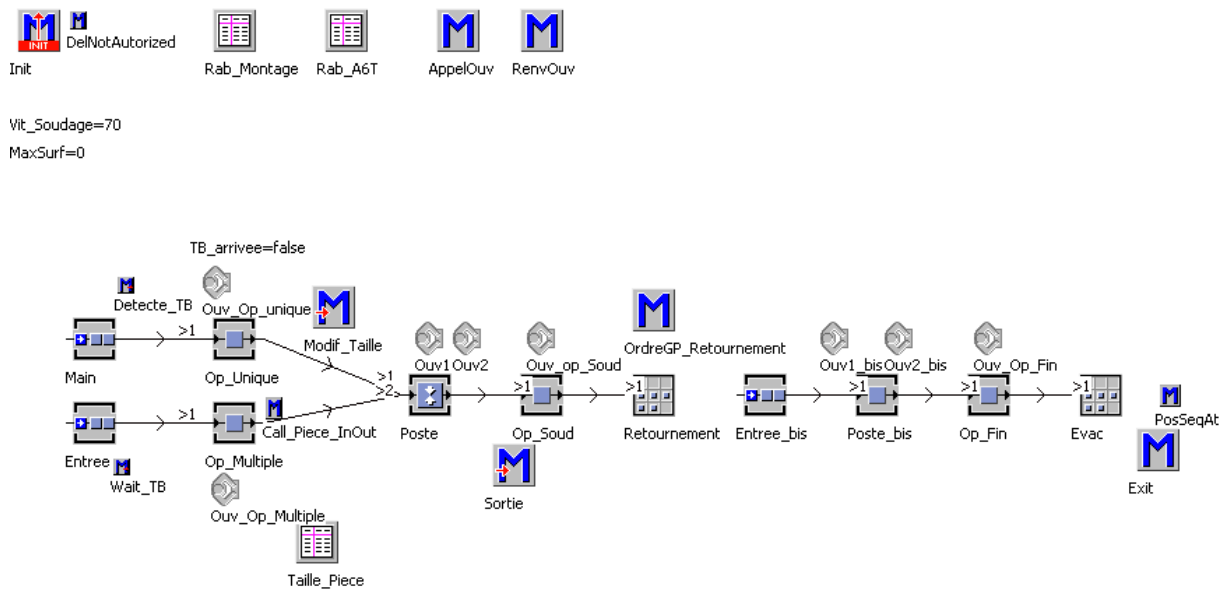 INIT
DelNotAutorized
Init
Rab_Montage
Rab_A6T
AppelOuv
RenvOuv
Vit_Soudage=70
MaxSurf=0
TB_arrivee=false
Detecte_TB
Ouv_Op_unique
>1
Modif_Taille
OrdreGP_Retournement
Main
Op_Unique
Ouv1 Ouv2
Ouv_op_Soud
Ouv1_bis Ouv2_bis
Ouv_Op_Fin
>1
>2
>1
>1
>1
>1
>1
>1
Call_Piece_InOut
Poste
Op_Soud
Retournement
Entree_bis
Poste_bis
Op_Fin
Evac
PosSeqAt
Entree
Op_Multiple
Wait_TB
Sortie
Exit
Ouv_Op_Multiple
Taille_Piece